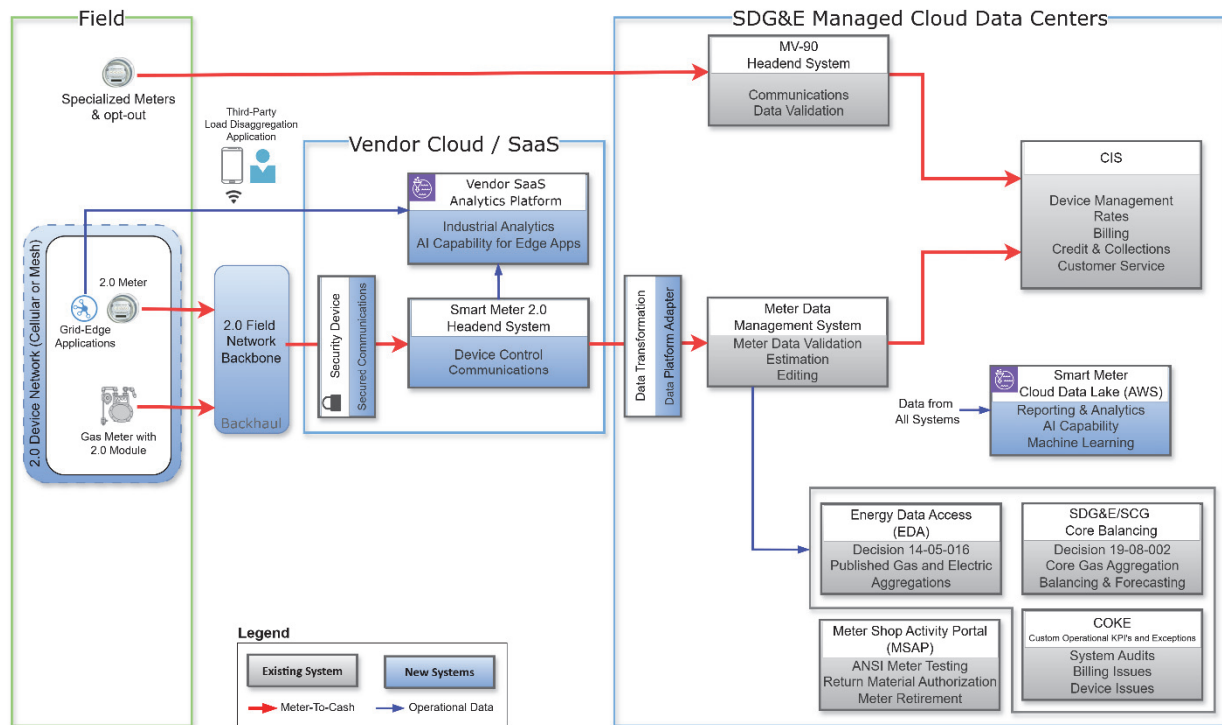 Field
SDG&E Managed Cloud Data Centers
Specialized Meters
& opt-out
MV-90
Headend System
Communications
Data Validation
Third-Party
Load Disaggregation
Application
Vendor Cloud / SaaS
Vendor SaaS
Analytics Platform
Industrial Analytics
AI Capability for Edge Apps
CIS
Device Management
Rates
Billing
Credit & Collections
Customer Service
2.0 Device Network (Cellular or Mesh)
2.0 Meter
Grid-Edge
Applications
Gas Meter with
2.0 Module
2.0 Field
Network
Backbone
Backhaul
Security Device
Secured Communications
Smart Meter 2.0
Headend System
Device Control
Communications
Data Transformation
Data Platform Adapter
Meter Data
Management System
Meter Data Validation
Estimation
Editing
Data from
All Systems
Smart Meter
Cloud Data Lake (AWS)
Reporting & Analytics
AI Capability
Machine Learning
Energy Data Access
(EDA)
Decision 14-05-016
Published Gas and Electric
Aggregations
SDG&E/SCG
Core Balancing
Decision 19-08-002
Core Gas Aggregation
Balancing & Forecasting
Meter Shop Activity Portal
(MSAP)
ANSI Meter Testing
Return Material Authorization
Meter Retirement
COKE
Custom Operational KPI's and Exceptions
System Audits
Billing Issues
Device Issues
Legend
Existing System
New Systems
Meter-To-Cash
Operational Data